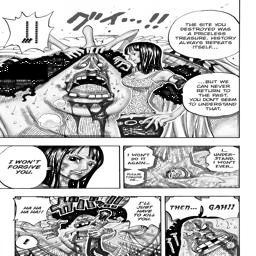 THE SITE YOU
DESTROYED WAS
A PRICELESS
TREASURE. HISTORY
ALWAYS REPEATS
ITSELF...
グイ...!!
!!!
...BUT WE
CAN NEVER
RETURN TO
THE PAST.
YOU DON'T SEEM
TO UNDERSTAND
THAT.
I WON'T
FORGIVE
YOU.
I WON'T
DO IT
AGAIN...
I...
UNDER-
STAND.
I WON'T
EVER...
HA HA
HA HA!
I'LL
JUST
HAVE
TO KILL
YOU.
THEN...
GAH!!